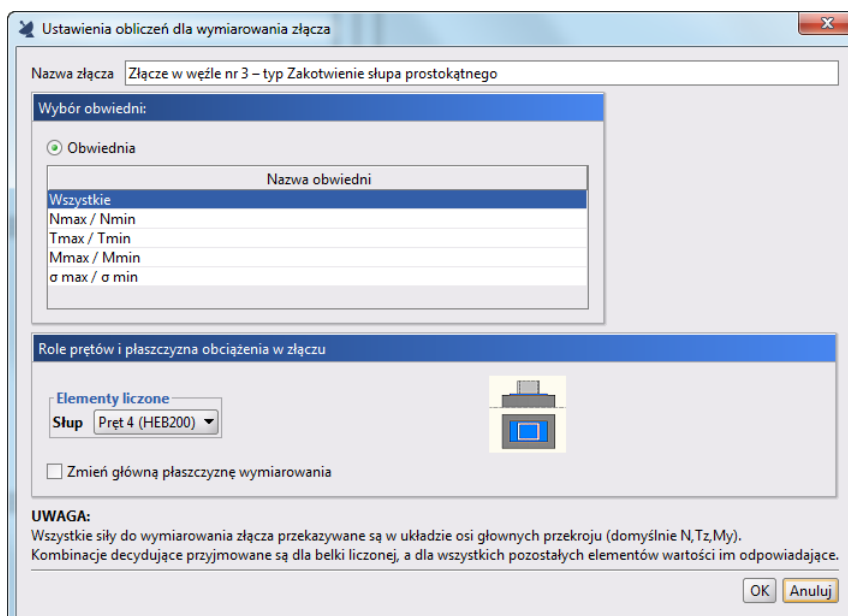 Ustawienia obliczeń dla wymiarowania złącza
Nazwa złącza Złącze w węźle nr 3 – typ Zakotwienie słupa prostokątnego
Wybór obwiedni:
Obwiednia
Nazwa obwiedni
Wszystkie
Nmax / Nmin
Tmax / Tmin
Mmax / Mmin
σ max / σ min
Role prętów i płaszczyzna obciążenia w złączu
Elementy liczone
Słup Pręt 4 (HEB200)
Zmień główną płaszczyznę wymiarowania
UWAGA:
Wszystkie siły do wymiarowania złącza przekazywane są w układzie osi głownych przekroju (domyślnie N,Tz,My).
Kombinacje decydujące przyjmowane są dla belki liczonej, a dla wszystkich pozostałych elementów wartości im odpowiadające.
OK Anuluj